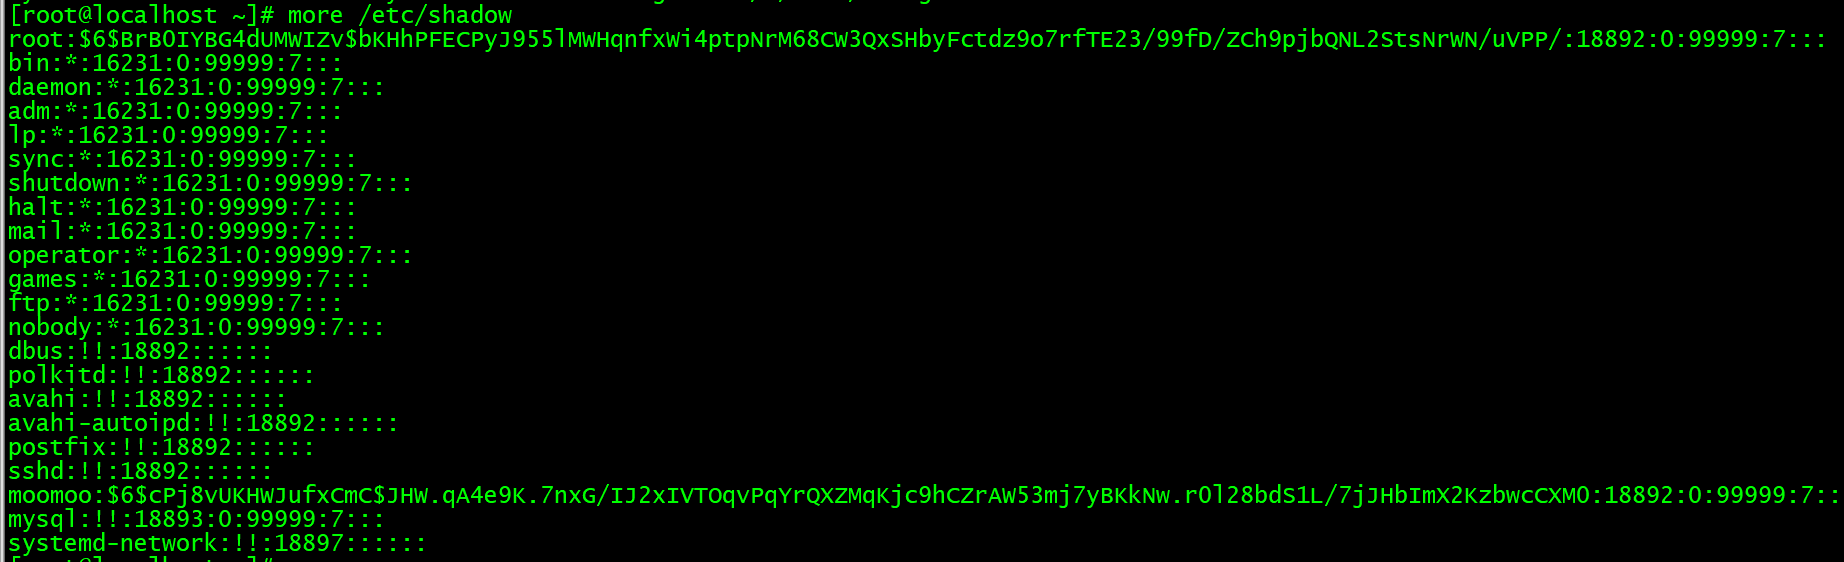 [root@localhost ~]# more /etc/shadow
root:$6$BrBOIYBG4dUMWIZv$bKHhPFECPyJ955lMWHqnfxWi4ptpNrM68CW3QxSHbyFctdz9o7rfTE23/99fD/ZCh9pjbQNL2StsNrWN/uVPP/:18892:0:99999:7:::
bin:*:16231:0:99999:7:::
daemon:*:16231:0:99999:7:::
adm:*:16231:0:99999:7:::
lp:*:16231:0:99999:7:::
sync:*:16231:0:99999:7:::
shutdown:*:16231:0:99999:7:::
halt:*:16231:0:99999:7:::
mail:*:16231:0:99999:7:::
operator:*:16231:0:99999:7:::
games:*:16231:0:99999:7:::
ftp:*:16231:0:99999:7:::
nobody:*:16231:0:99999:7:::
dbus:!!:18892::::::
polkitd:!!:18892::::::
avahi:!!:18892::::::
avahi-autoipd:!!:18892::::::
postfix:!!:18892::::::
sshd:!!:18892::::::
moomoo:$6$cPj8vUKHWJufxCmC$JHW.qA4e9K.7nxG/IJ2xIVTOqvPqYrQXZMqKjc9hCZrAW53mj7yBKkNw.r0l28bdS1L/7jJHbImX2KzbwcCXM0:18892:0:99999:7::
mysql:!!:18893:0:99999:7:::
systemd-network:!!:18897::::::